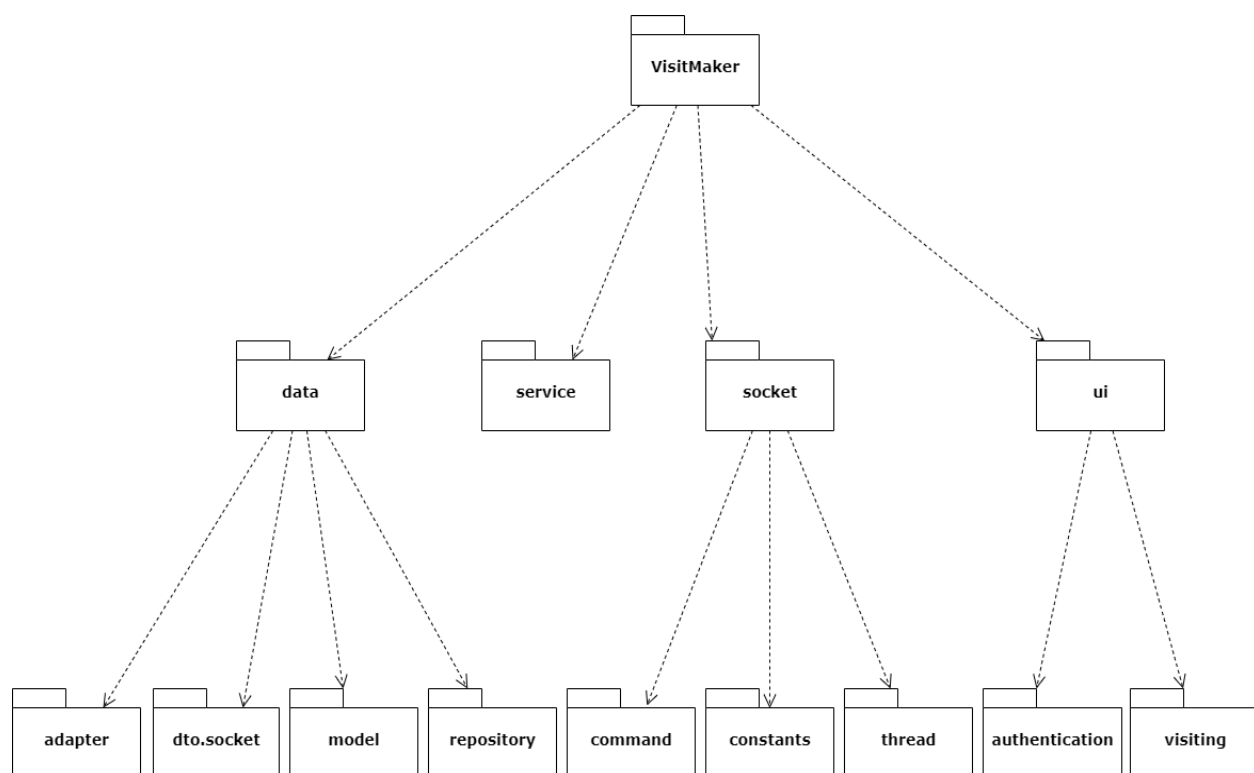 VisitMaker
data
service
socket
ui
adapter
dto.socket
model
repository
command
constants
thread
authentication
visiting